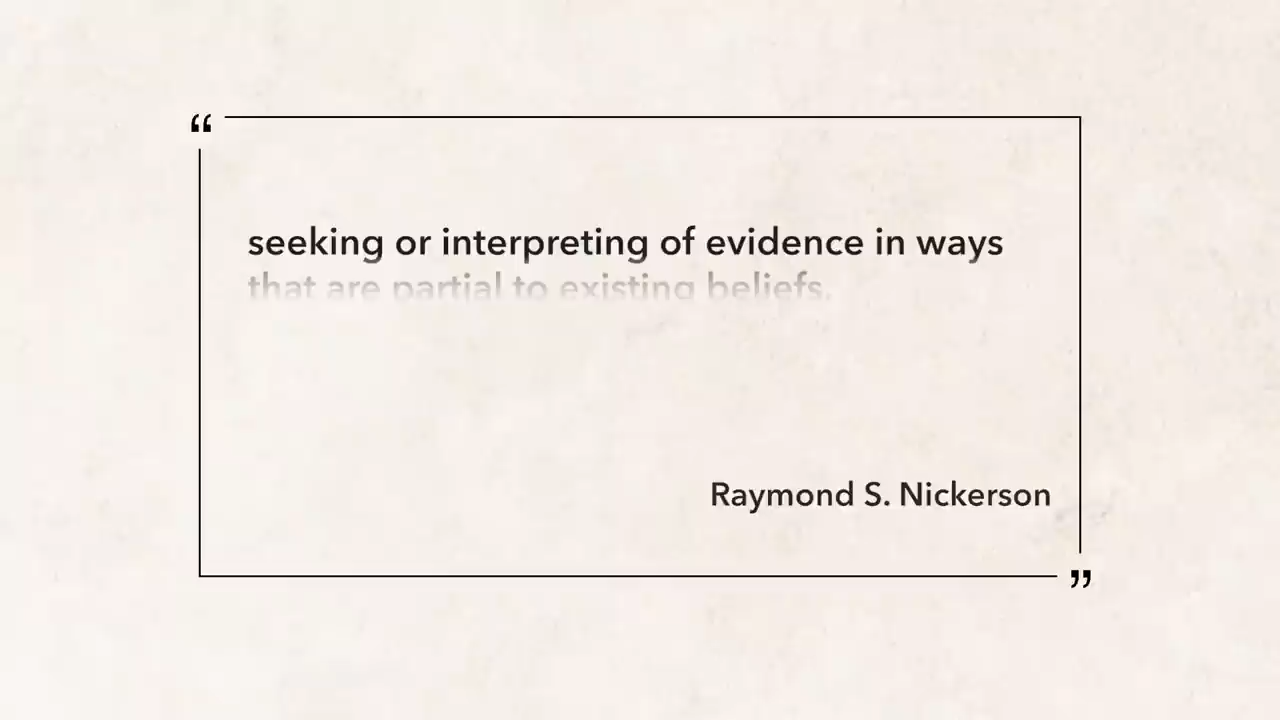 “
seeking or interpreting of evidence in ways
that are partial to existing beliefs.
Raymond S. Nickerson
”